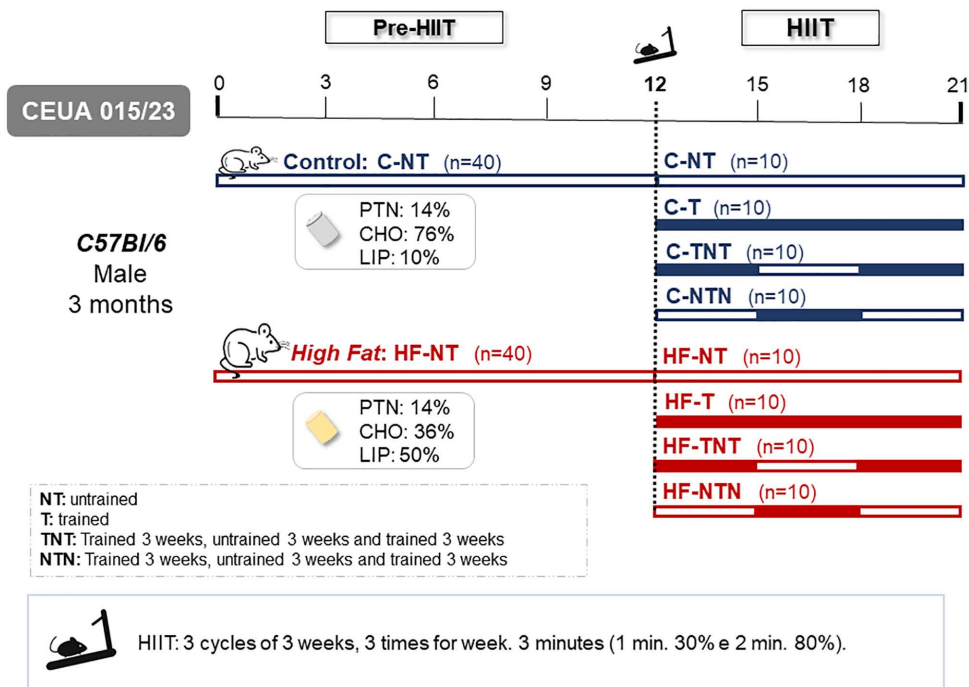 Pre-HIIT
HIIT
0 3 6 9 12 15 18 21
CEUA 015/23
Control: C-NT (n=40)
C-NT (n=10)
PTN: 14%
CHO: 76%
LIP: 10%
C-T (n=10)
C-TNT (n=10)
C-NTN (n=10)
C57Bl/6
Male
3 months
High Fat: HF-NT (n=40)
HF-NT (n=10)
PTN: 14%
CHO: 36%
LIP: 50%
HF-T (n=10)
HF-TNT (n=10)
HF-NTN (n=10)
NT: untrained
T: trained
TNT: Trained 3 weeks, untrained 3 weeks and trained 3 weeks
NTN: Trained 3 weeks, untrained 3 weeks and trained 3 weeks
HIIT: 3 cycles of 3 weeks, 3 times for week. 3 minutes (1 min. 30% e 2 min. 80%).